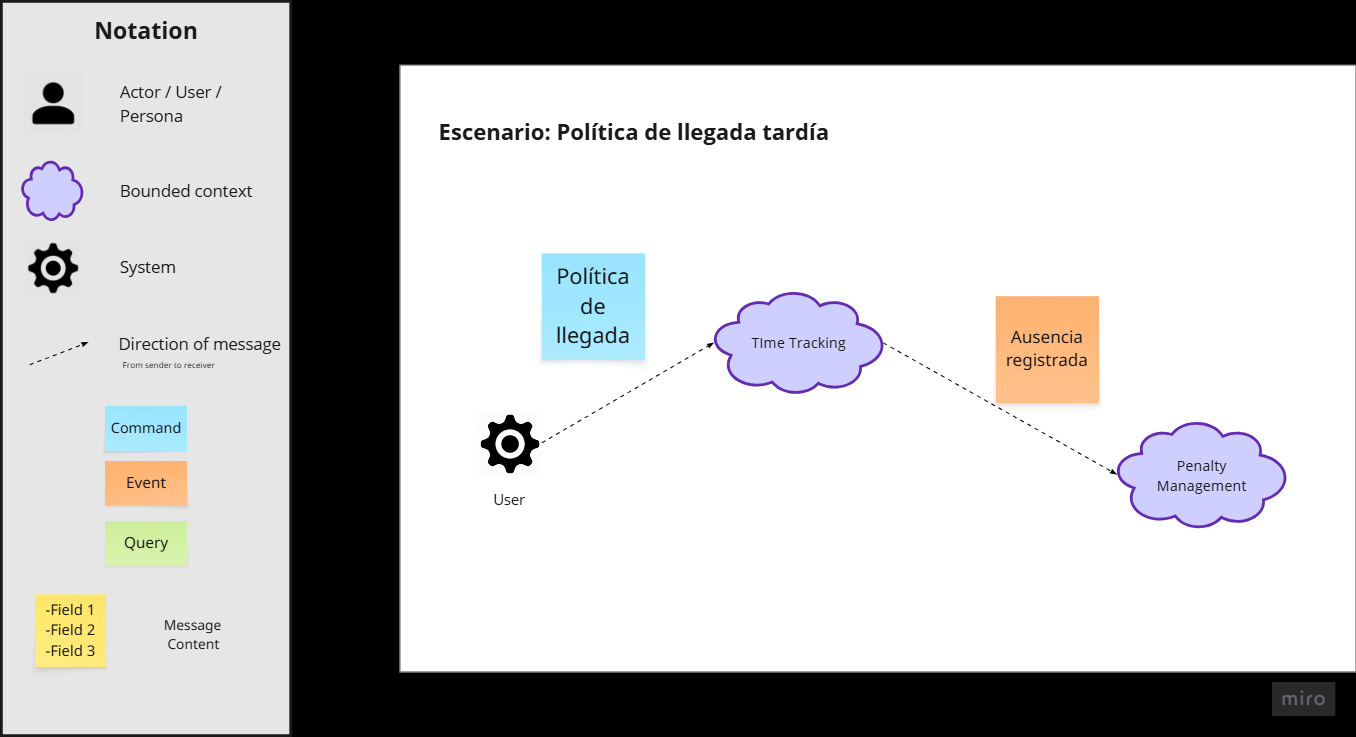 Notation
Actor / User /
Persona
Bounded context
System
Direction of message
From sender to receiver
Command
Event
Query
-Field 1
-Field 2
-Field 3
Message
Content
Escenario: Política de llegada tardía
Política
de
llegada
TIme Tracking
Ausencia
registrada
User
Penalty
Management
miro